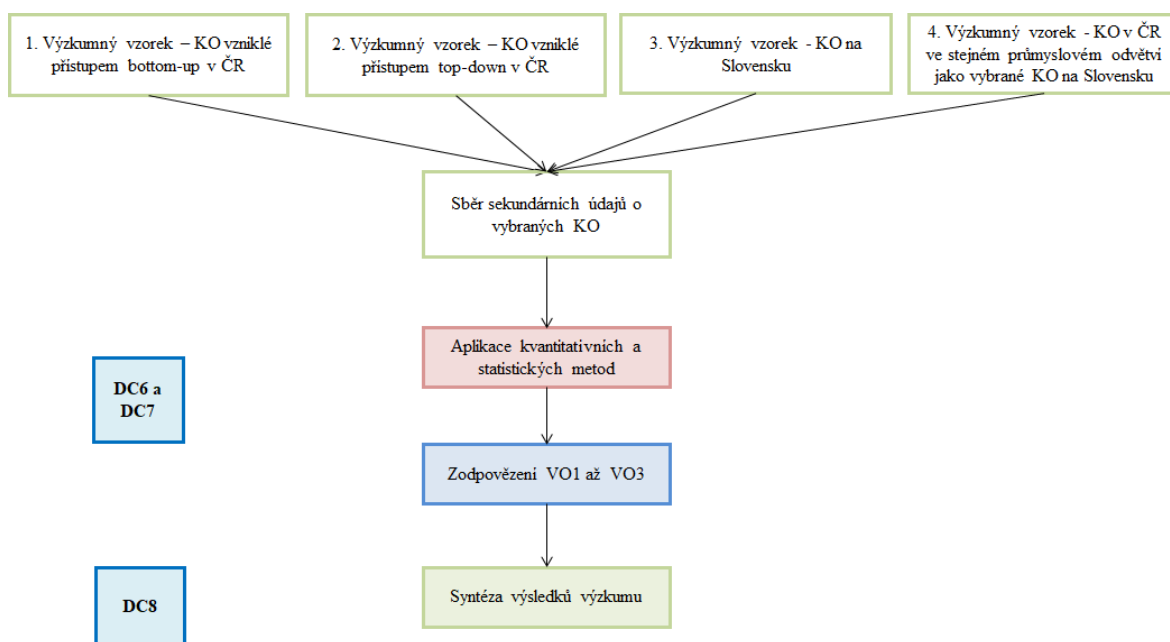 1. Výzkumný vzorek – KO vzniklé
přístupem bottom-up v ČR
2. Výzkumný vzorek – KO vzniklé
přístupem top-down v ČR
3. Výzkumný vzorek - KO na
Slovensku
4. Výzkumný vzorek - KO v ČR
ve stejném průmyslovém odvětví
jako vybrané KO na Slovensku
Sběr sekundárních údajů o
vybraných KO
Aplikace kvantitativních a
statistických metod
DC6 a
DC7
Zodpovězení VO1 až VO3
Syntéza výsledků výzkumu
DC8